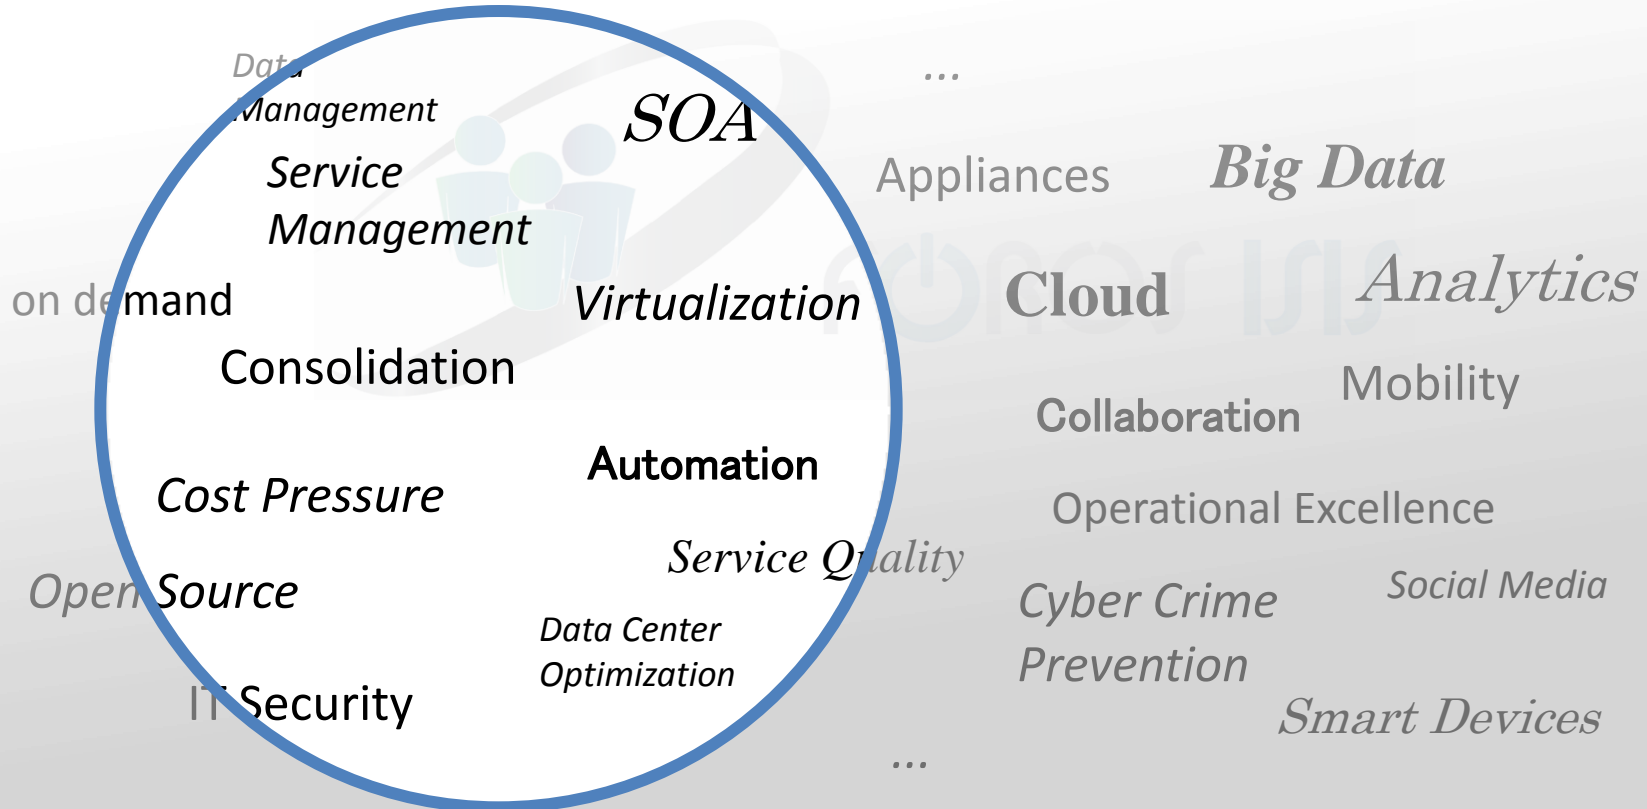 Data
Management
SOA
...
Service
Management
Appliances
Big Data
on demand
Virtualization
Cloud
Analytics
Consolidation
Mobility
Collaboration
Automation
Cost Pressure
Operational Excellence
Service Quality
Open Source
Cyber Crime
Prevention
Social Media
Data Center
Optimization
IT Security
Smart Devices
...